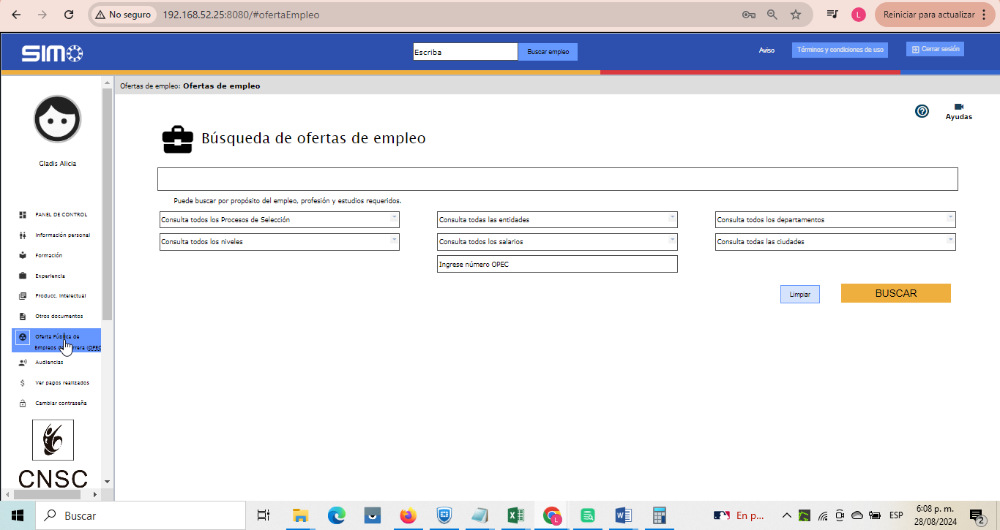 No seguro
192.168.52.25:8080/#ofertaEmpleo
L
Reiniciar para actualizar
SIMO
Escriba
Buscar empleo
Aviso
Términos y condiciones de uso
Cerrar sesión
Ofertas de empleo: Ofertas de empleo
Ayudas
Gladis Alicia
Búsqueda de ofertas de empleo
Puede buscar por propósito del empleo, profesión y estudios requeridos.
Consulta todos los Procesos de Selección
Consulta todas las entidades
Consulta todos los departamentos
Consulta todos los niveles
Consulta todos los salarios
Consulta todas las ciudades
Ingrese número OPEC
Limpiar
BUSCAR
PANEL DE CONTROL
Información personal
Formación
Experiencia
Producc. Intelectual
Otros documentos
Oferta Pública de
Empleos de Carrera (OPEC
Audiencias
Ver pagos realizados
Cambiar contraseña
CNSC
Buscar
L
En p...
ESP
6:08 p. m.
28/08/2024
2